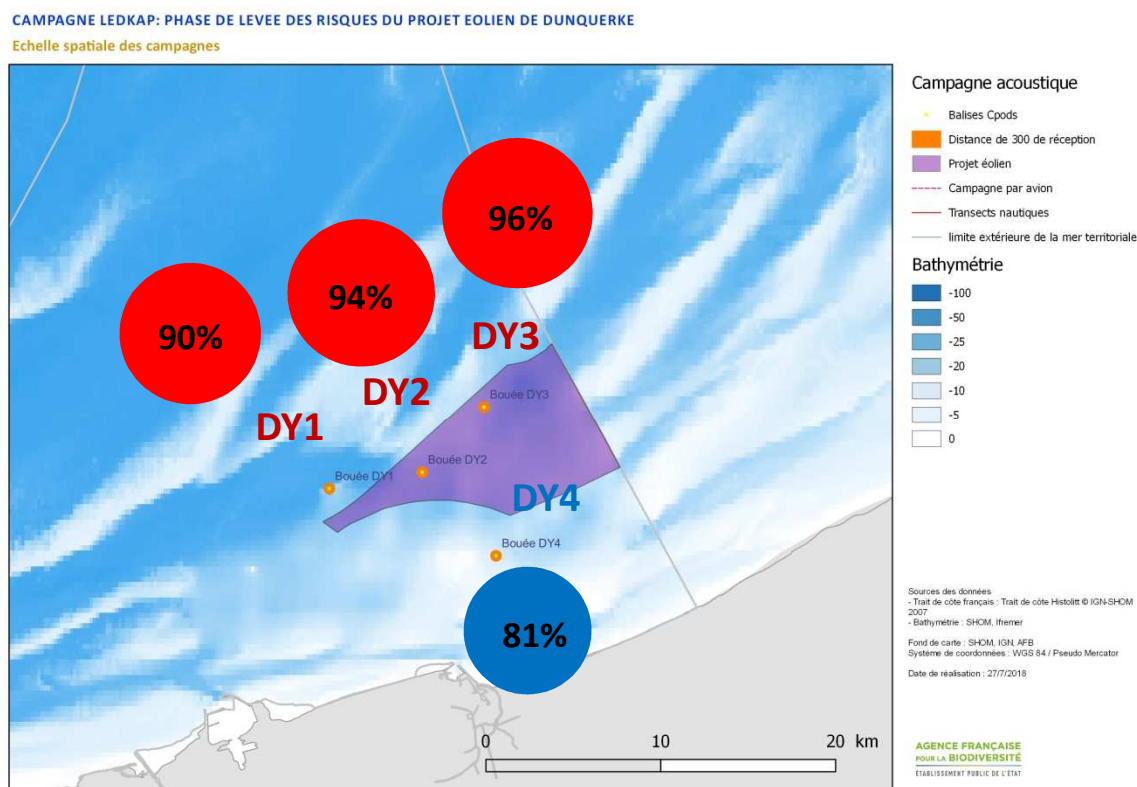 CAMPAGNE LEDKAP: PHASE DE LEVEE DES RISQUES DU PROJET EOLIEN DE DUNQUERKE
Echelle spatiale des campagnes
96%
94%
90%
DY3
DY2
DY1
Bouée DY3
Bouée DY2
Bouée DY1
DY4
Bouée DY4
81%
0 10 20 km
Campagne acoustique
Balises Cpods
Distance de 300 de réception
Projet éolien
Campagne par avion
Transects nautiques
limite extérieure de la mer territoriale
Bathymétrie
-100
-50
-25
-20
-10
-5
0
Sources des données
- Trait de côte français : Trait de côte Histolitt © IGN-SHOM
2007
- Bathymétrie : SHOM, Ifremer
Fond de carte : SHOM, IGN, AFB
Système de coordonnées : WGS 84 / Pseudo Mercator
Date de réalisation : 27/7/2018
AGENCE FRANÇAISE
POUR LA BIODIVERSITÉ
ÉTABLISSEMENT PUBLIC DE L'ÉTAT